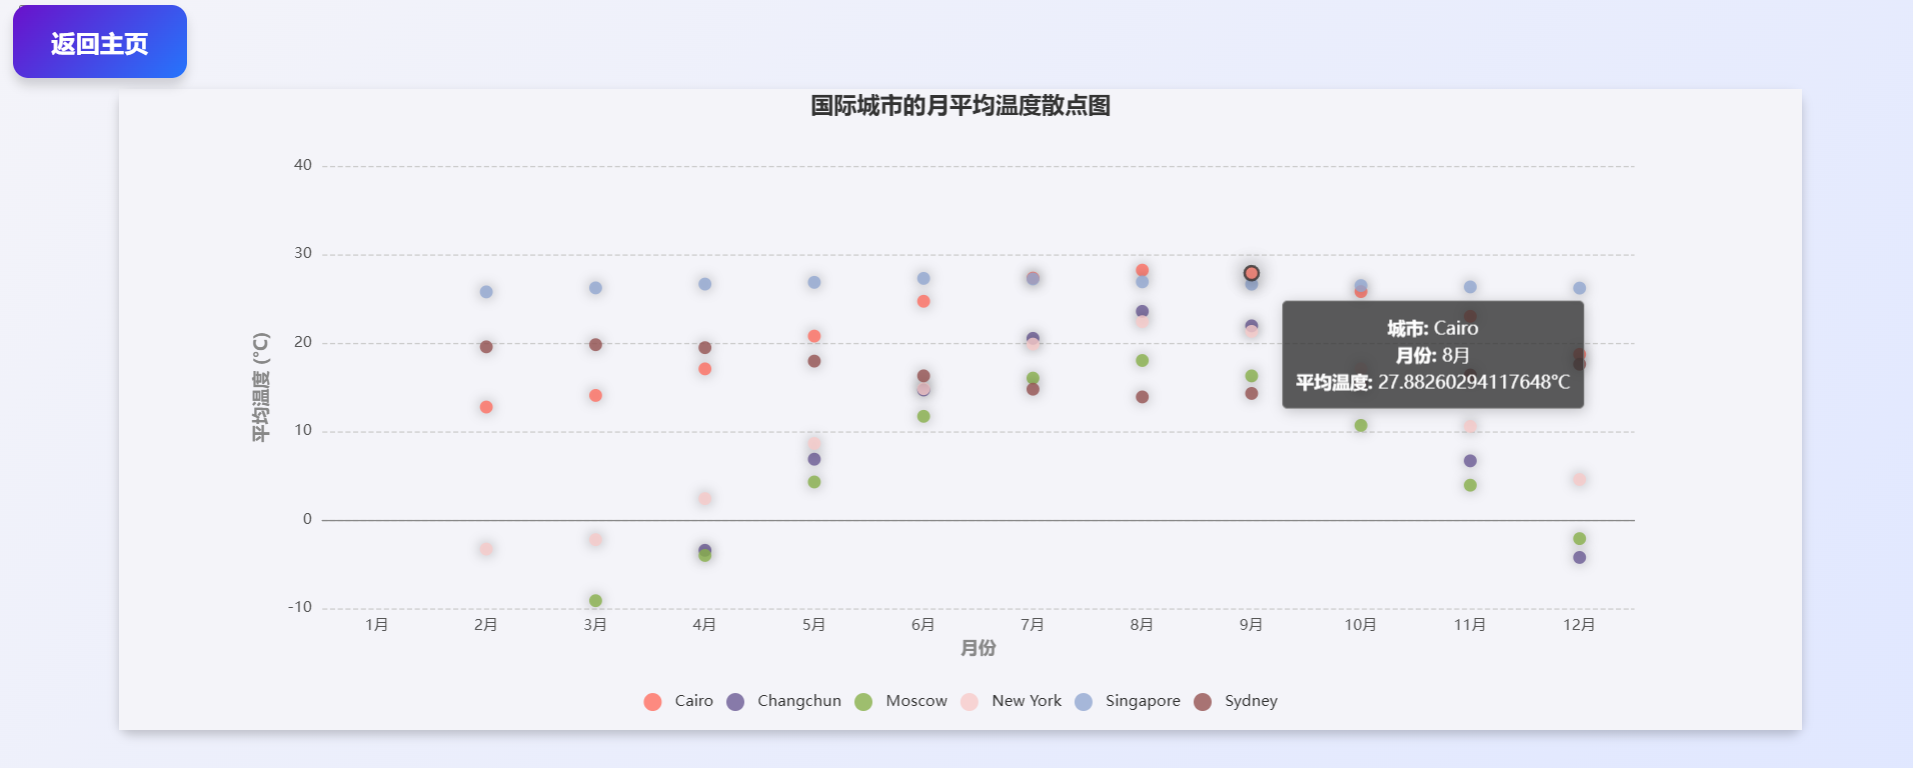 返回主页
国际城市的月平均温度散点图
40
30
20
10
0
-10
平均温度 (°C)
城市: Cairo
月份: 8月
平均温度: 27.88260294117648°C
1月 2月 3月 4月 5月 6月 7月 8月 9月 10月 11月 12月
月份
Cairo Changchun Moscow New York Singapore Sydney